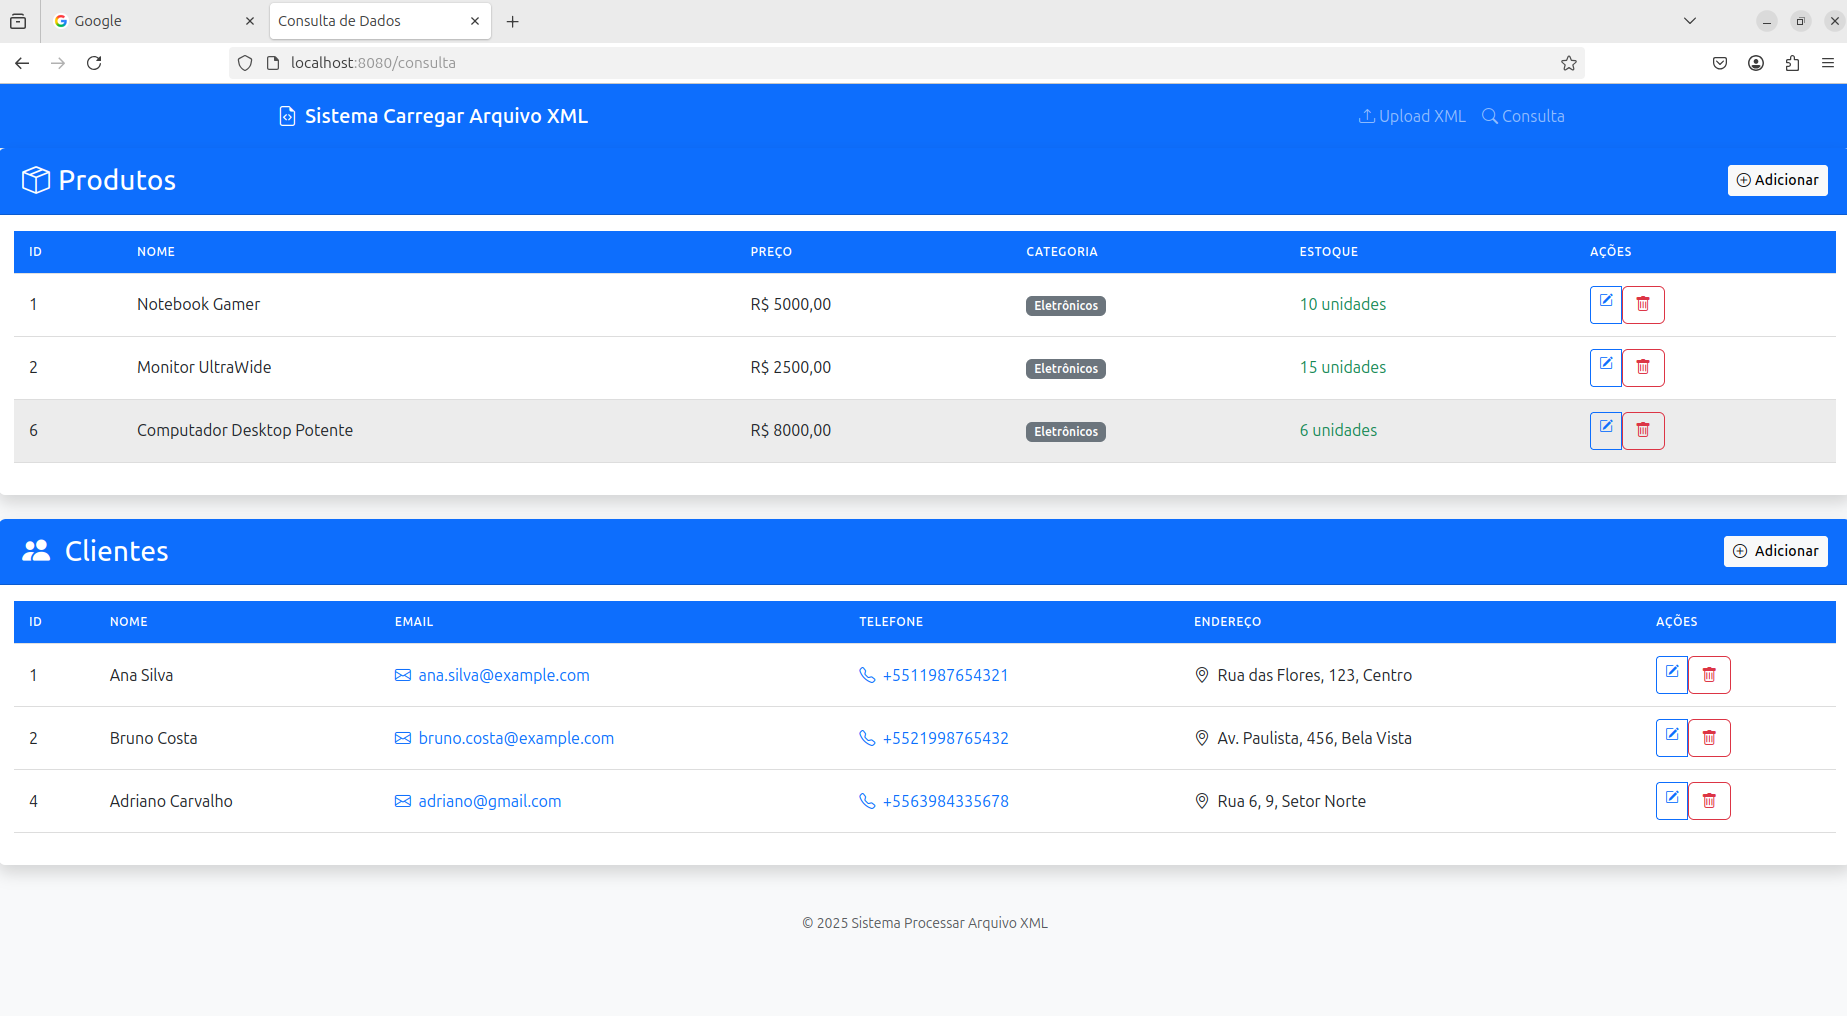 Google
Consulta de Dados
localhost:8080/consulta
Sistema Carregar Arquivo XML
Upload XML
Consulta
Produtos
Adicionar
ID NOME PREÇO CATEGORIA ESTOQUE AÇÕES
1 Notebook Gamer R$ 5000,00 Eletrônicos 10 unidades
2 Monitor UltraWide R$ 2500,00 Eletrônicos 15 unidades
6 Computador Desktop Potente R$ 8000,00 Eletrônicos 6 unidades
Clientes
Adicionar
ID NOME EMAIL TELEFONE ENDEREÇO AÇÕES
1 Ana Silva ana.silva@example.com +5511987654321 Rua das Flores, 123, Centro
2 Bruno Costa bruno.costa@example.com +5521998765432 Av. Paulista, 456, Bela Vista
4 Adriano Carvalho adriano@gmail.com +5563984335678 Rua 6, 9, Setor Norte
© 2025 Sistema Processar Arquivo XML